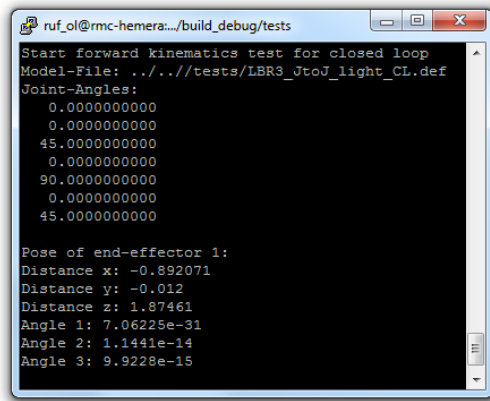 ruf_ol@rmc-hemera:.../build_debug/tests
Start forward kinematics test for closed loop
Model-File: ../..//tests/LBR3_JtoJ_light_CL.def
Joint-Angles:
0.0000000000
0.0000000000
45.0000000000
0.0000000000
90.0000000000
0.0000000000
45.0000000000
Pose of end-effector 1:
Distance x: -0.892071
Distance y: -0.012
Distance z: 1.87461
Angle 1: 7.06225e-31
Angle 2: 1.1441e-14
Angle 3: 9.9228e-15